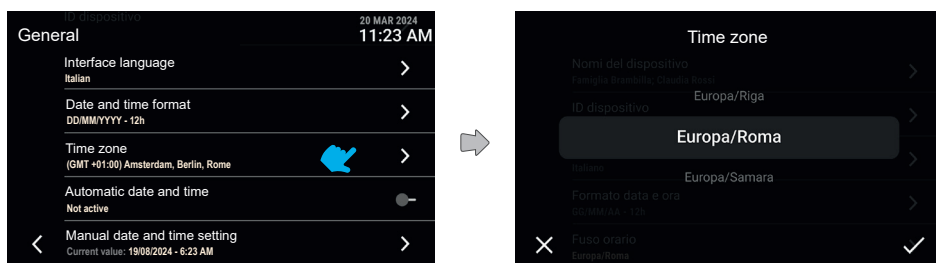 ID dispositivo
20 MAR 2024
General
11:23 AM
Interface language
Italian
Date and time format
DD/MM/YYYY - 12h
Time zone
(GMT +01:00) Amsterdam, Berlin, Rome
Automatic date and time
Not active
Manual date and time setting
Current value: 19/08/2024 - 6:23 AM
Time zone
Nomi del dispositivo
Famiglia Brambilla, Claudia Rossi
Europa/Riga
ID dispositivo
Europa/Roma
Italiano
Europa/Samara
Formato data e ora
GG/MM/AA - 12h
Fuso orario
Europa/Roma